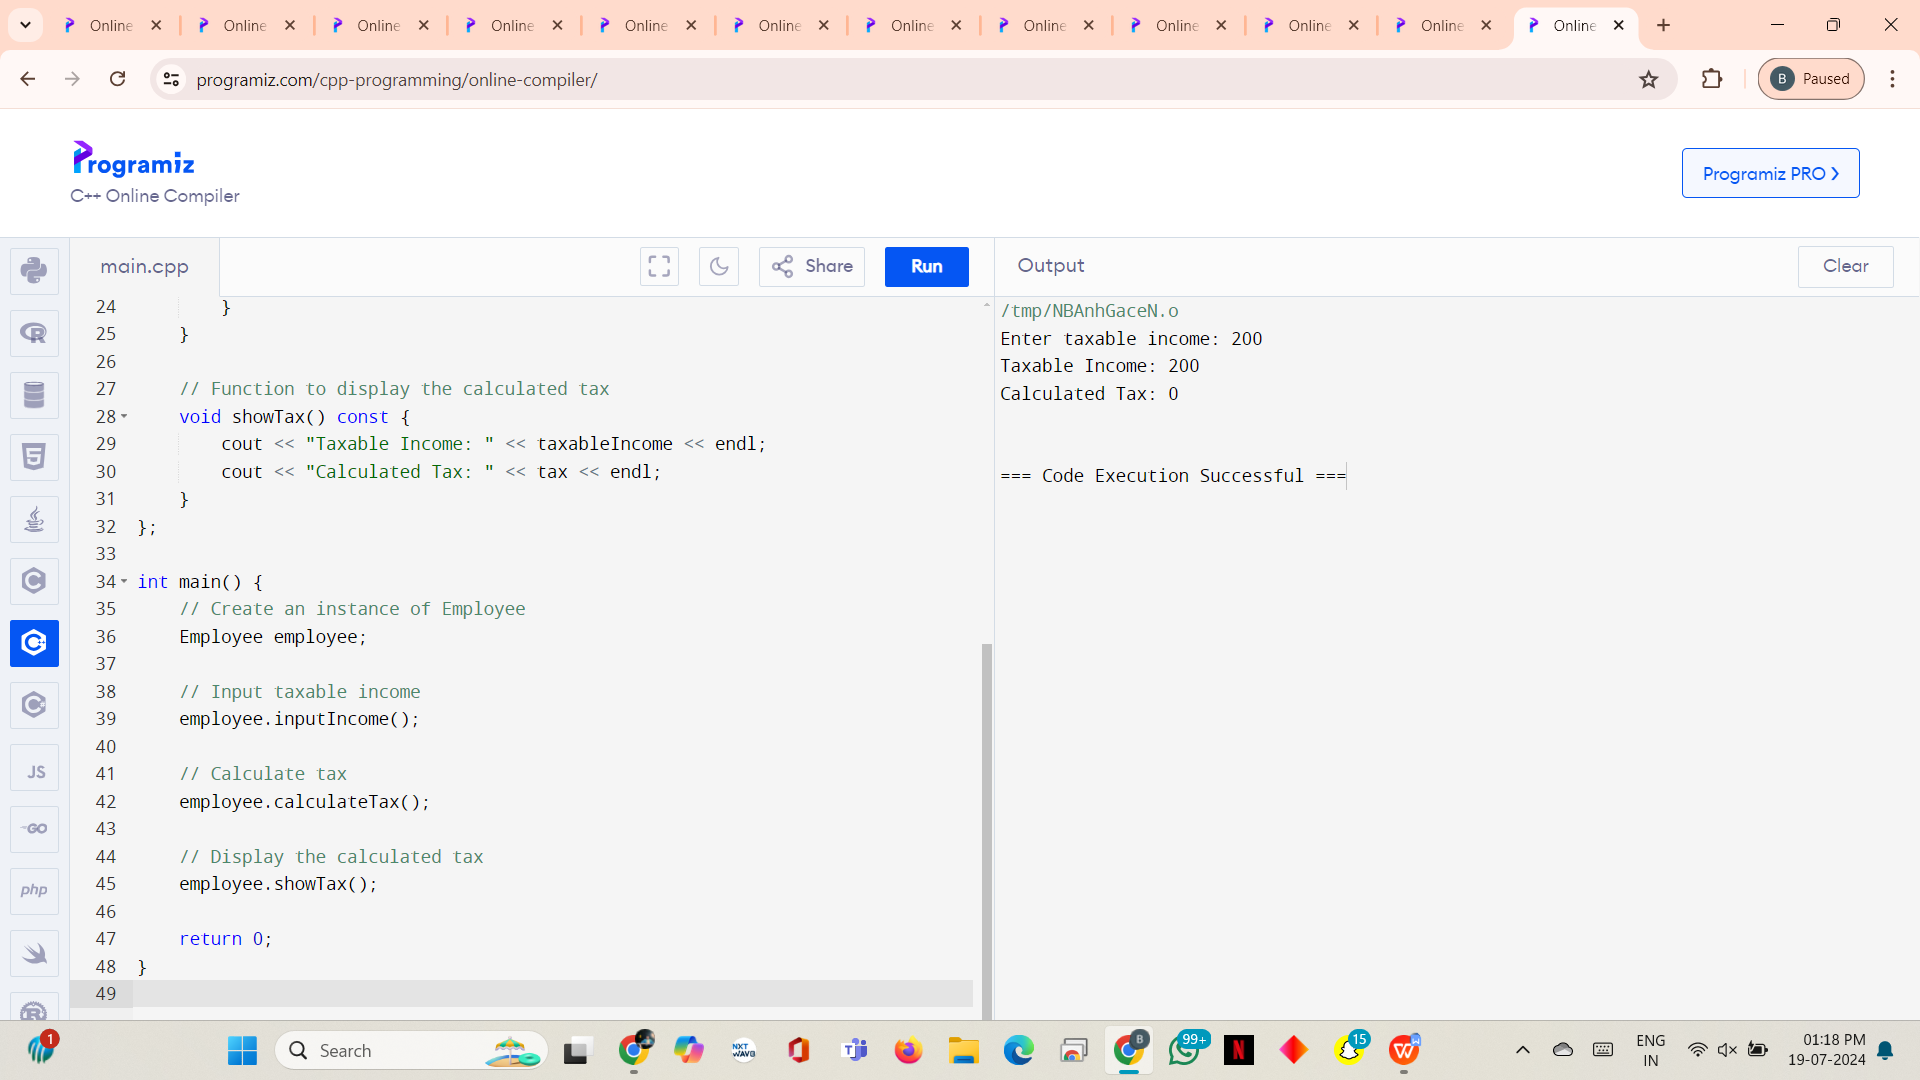 Online
Online
Online
Online
Online
Online
Online
Online
Online
Online
Online
Online
programiz.com/cpp-programming/online-compiler/
B Paused
Programiz
C++ Online Compiler
Programiz PRO ❯
main.cpp
Share
Run
Output
Clear
24 }
25 }
26
27 // Function to display the calculated tax
28 void showTax() const {
29 cout << "Taxable Income: " << taxableIncome << endl;
30 cout << "Calculated Tax: " << tax << endl;
31 }
32 };
33
34 int main() {
35 // Create an instance of Employee
36 Employee employee;
37
38 // Input taxable income
39 employee.inputIncome();
40
41 // Calculate tax
42 employee.calculateTax();
43
44 // Display the calculated tax
45 employee.showTax();
46
47 return 0;
48 }
49
/tmp/NBAnhGaceN.o
Enter taxable income: 200
Taxable Income: 200
Calculated Tax: 0
=== Code Execution Successful ===
JS
GO
php
1
Search
NXT
WAVE
B
99+
N
15
W
ENG
IN
01:18 PM
19-07-2024